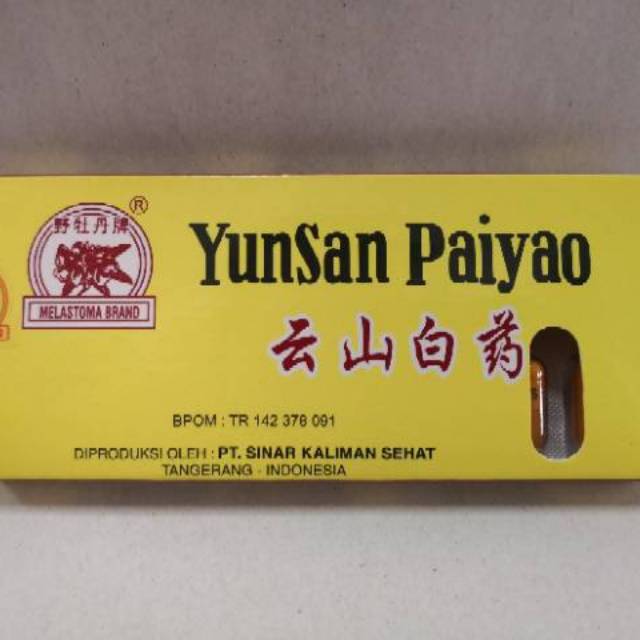 野牡丹牌
®
MELASTOMA BRAND
YunSan Paiyao
云山白药
BPOM : TR 142 378 091
DIPRODUKSI OLEH : PT. SINAR KALIMAN SEHAT
TANGERANG - INDONESIA